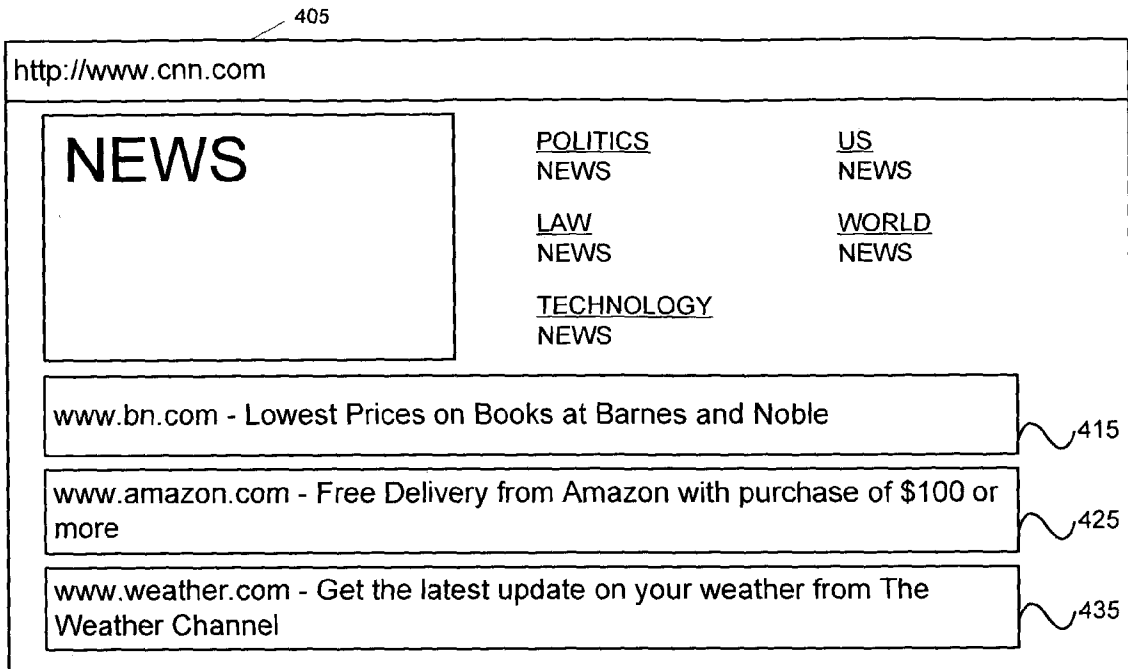 405
http://www.cnn.com
NEWS
POLITICS
NEWS
US
NEWS
LAW
NEWS
WORLD
NEWS
TECHNOLOGY
NEWS
www.bn.com - Lowest Prices on Books at Barnes and Noble
415
www.amazon.com - Free Delivery from Amazon with purchase of $100 or
more
425
www.weather.com - Get the latest update on your weather from The
Weather Channel
435